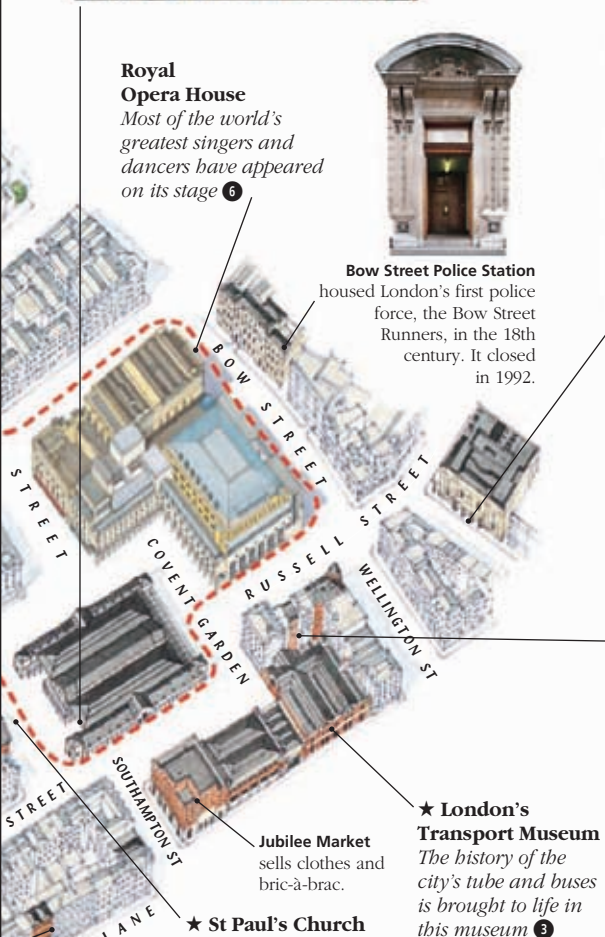 Royal
Opera House
Most of the world's
greatest singers and
dancers have appeared
on its stage 6
Bow Street Police Station
housed London's first police
force, the Bow Street
Runners, in the 18th
century. It closed
in 1992.
BOW STREET
STREET
RUSSELL STREET
COVENT GARDEN
WELLINGTON ST
STREET
SOUTHAMPTON ST
LANE
Jubilee Market
sells clothes and
bric-à-brac.
★ London's
Transport Museum
The history of the
city's tube and buses
is brought to life in
this museum 3
★ St Paul's Church